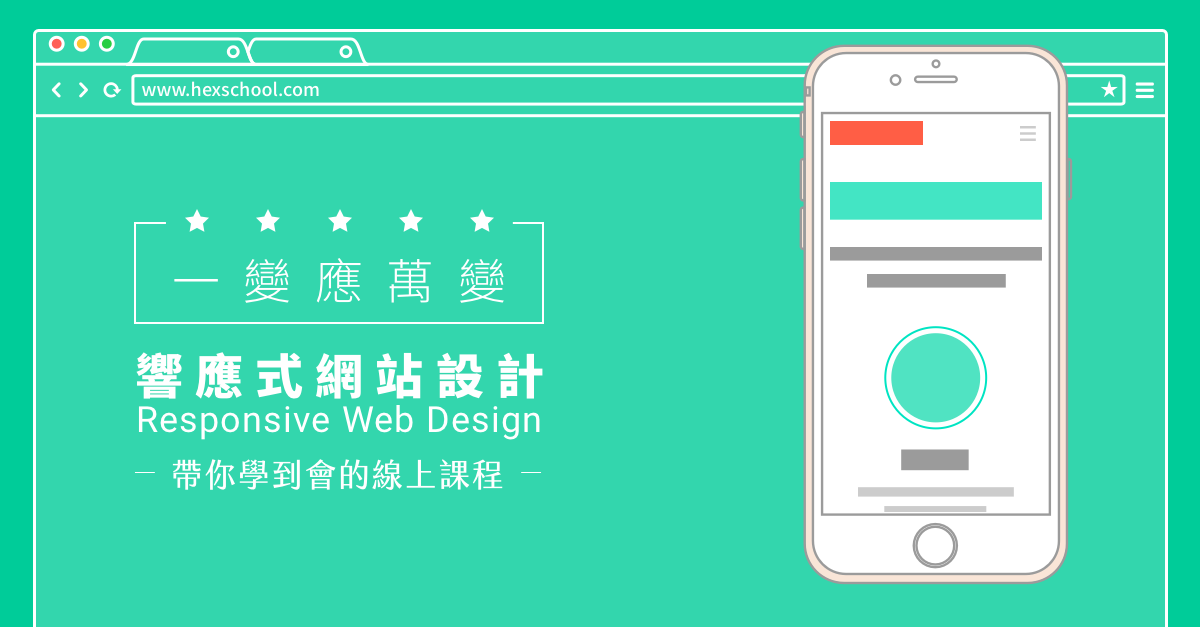 www.hexschool.com
一變應萬變
響應式網站設計
Responsive Web Design
帶你學到會的線上課程